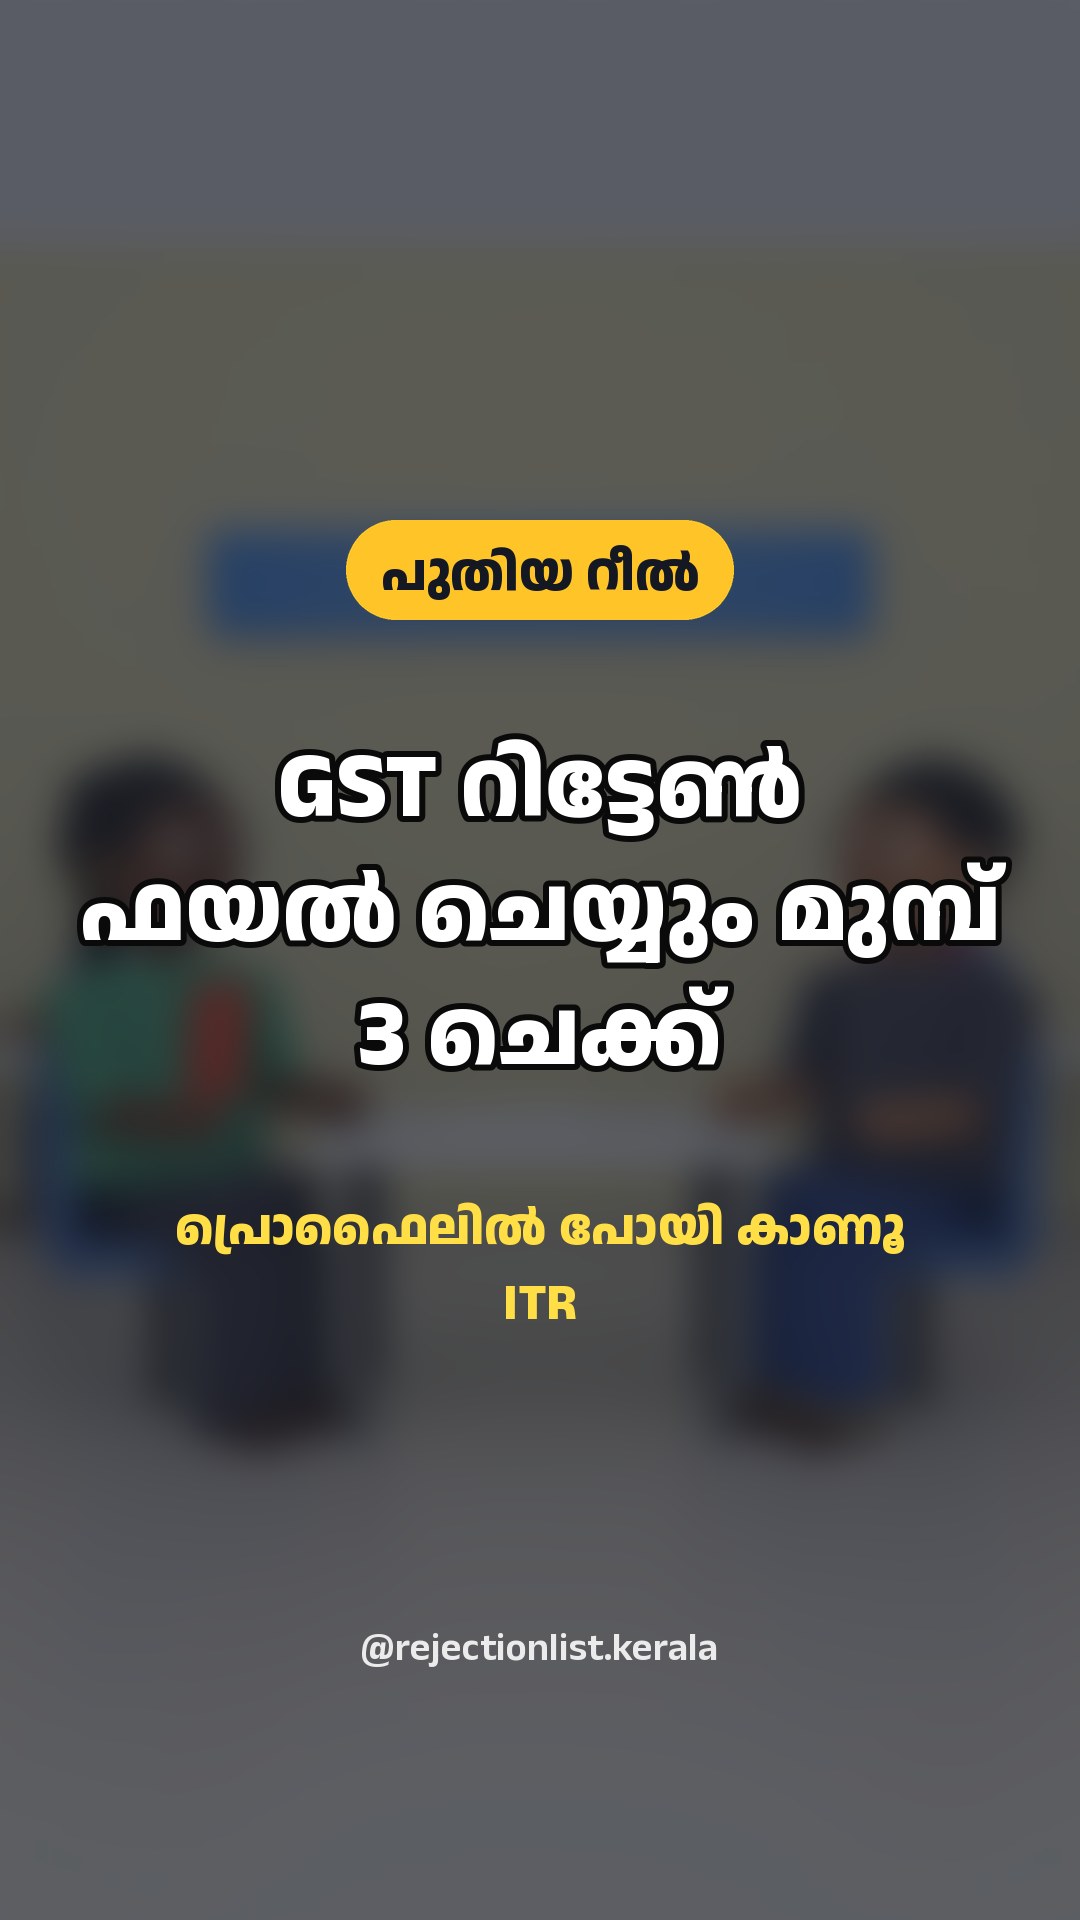 പുതിയ റീൽ
GST റിട്ടേൺ
ഫയൽ ചെയ്യും മുമ്പ്
3 ചെക്ക്
പ്രൊഫൈലിൽ പോയി കാണൂ
ITR
@rejectionlist.kerala